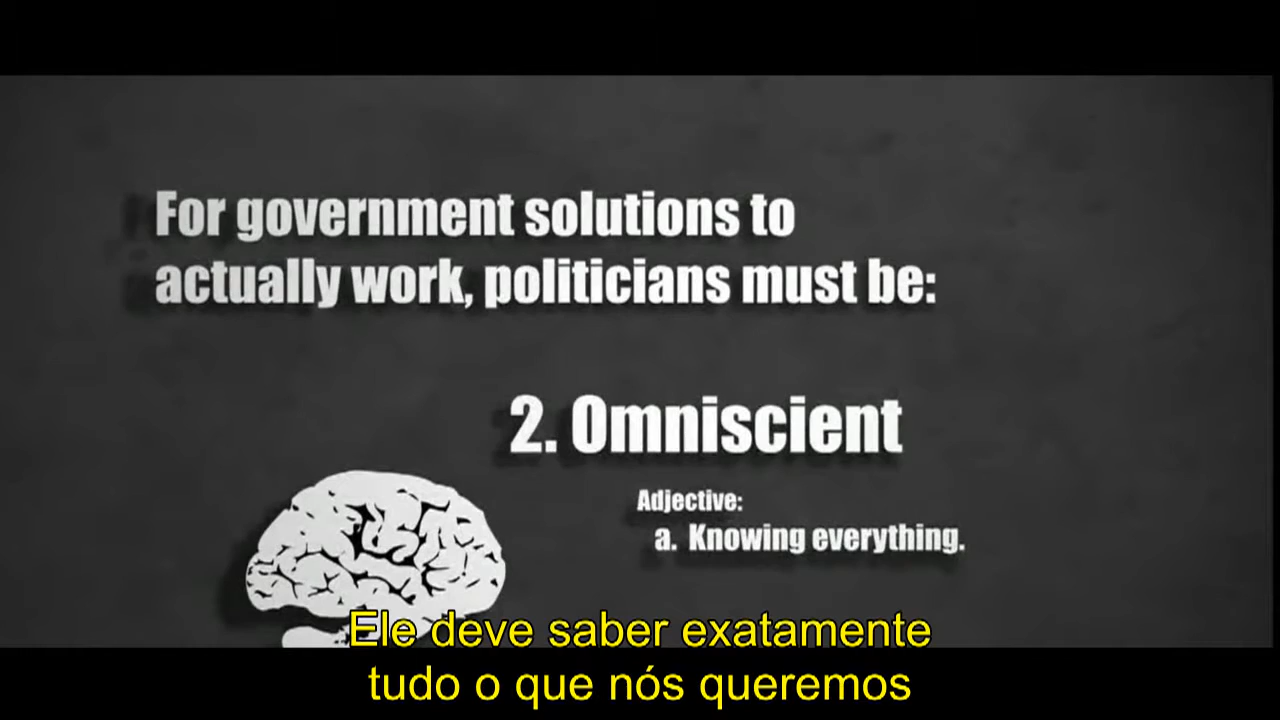 For government solutions to
actually work, politicians must be:
2. Omniscient
Adjective:
a. Knowing everything.
Ele deve saber exatamente
tudo o que nós queremos